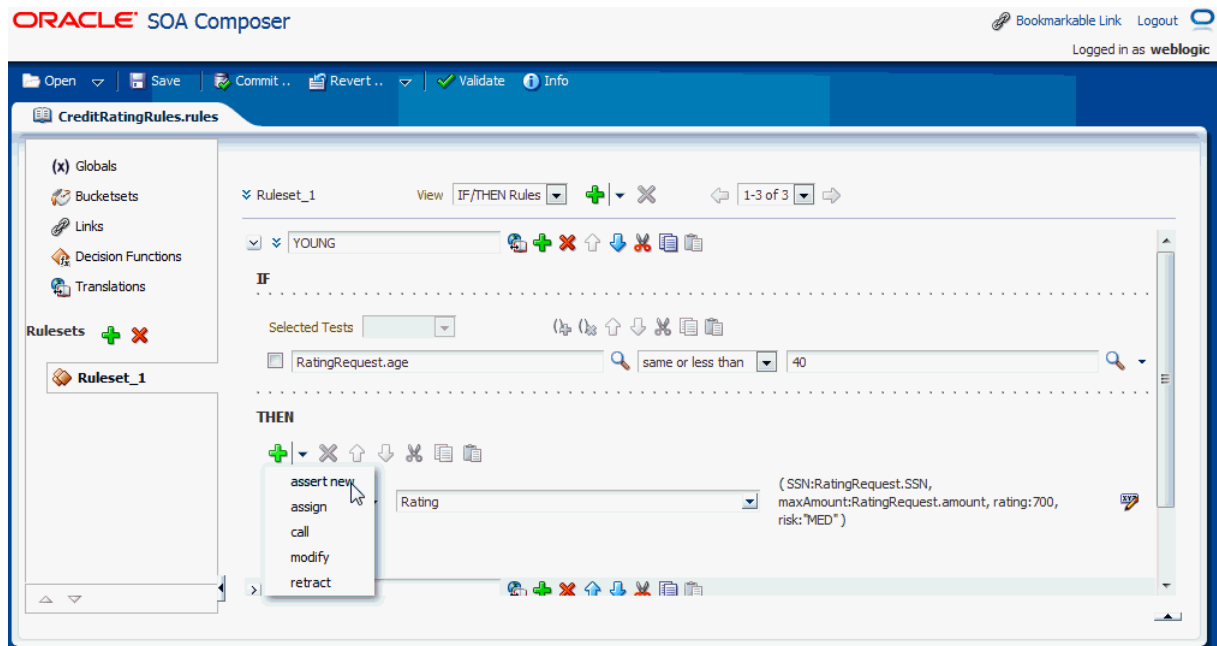 ORACLE® SOA Composer
Bookmarkable Link Logout
Logged in as weblogic
Open Save Commit .. Revert .. Validate Info
CreditRatingRules.rules
(x) Globals
Bucketsets
Links
Decision Functions
Translations
Rulesets
Ruleset_1
Ruleset_1 View IF/THEN Rules 1-3 of 3
YOUNG
IF
Selected Tests
RatingRequest.age same or less than 40
THEN
assert new
assign
call
modify
retract
Rating
(SSN:RatingRequest.SSN,
maxAmount:RatingRequest.amount, rating:700,
risk:"MED")